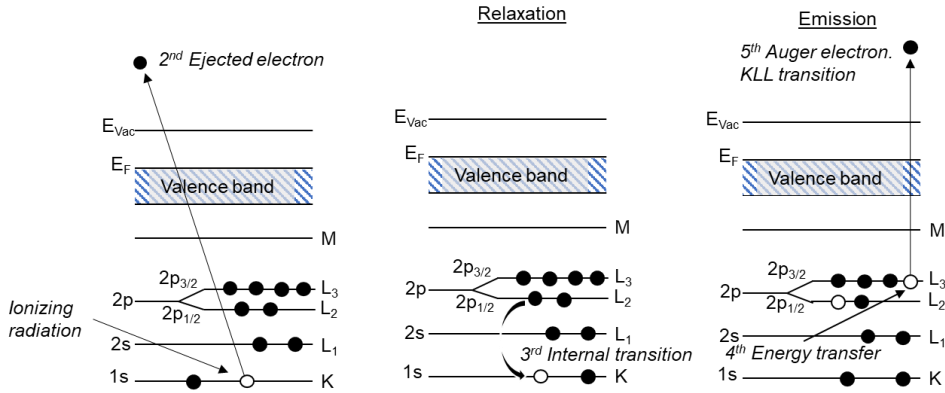 Relaxation
Emission
2nd Ejected electron
5th Auger electron.
KLL transition
EVac
EF
Valence band
M
2p3/2
2p
2p1/2
L3
L2
2s
L1
1s
K
Ionizing
radiation
EVac
EF
Valence band
M
2p3/2
2p
2p1/2
L3
L2
2s
L1
3rd Internal transition
1s
K
EVac
EF
Valence band
M
2p3/2
2p
2p1/2
L3
L2
2s
L1
4th Energy transfer
1s
K